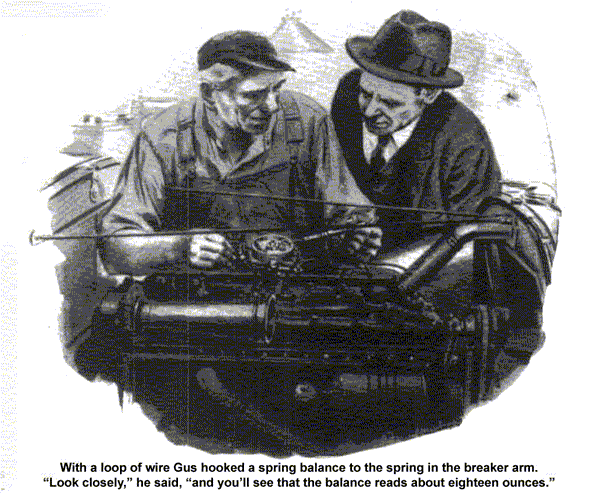 With a loop of wire Gus hooked a spring balance to the spring in the breaker arm.
“Look closely,” he said, “and you’ll see that the balance reads about eighteen ounces.”